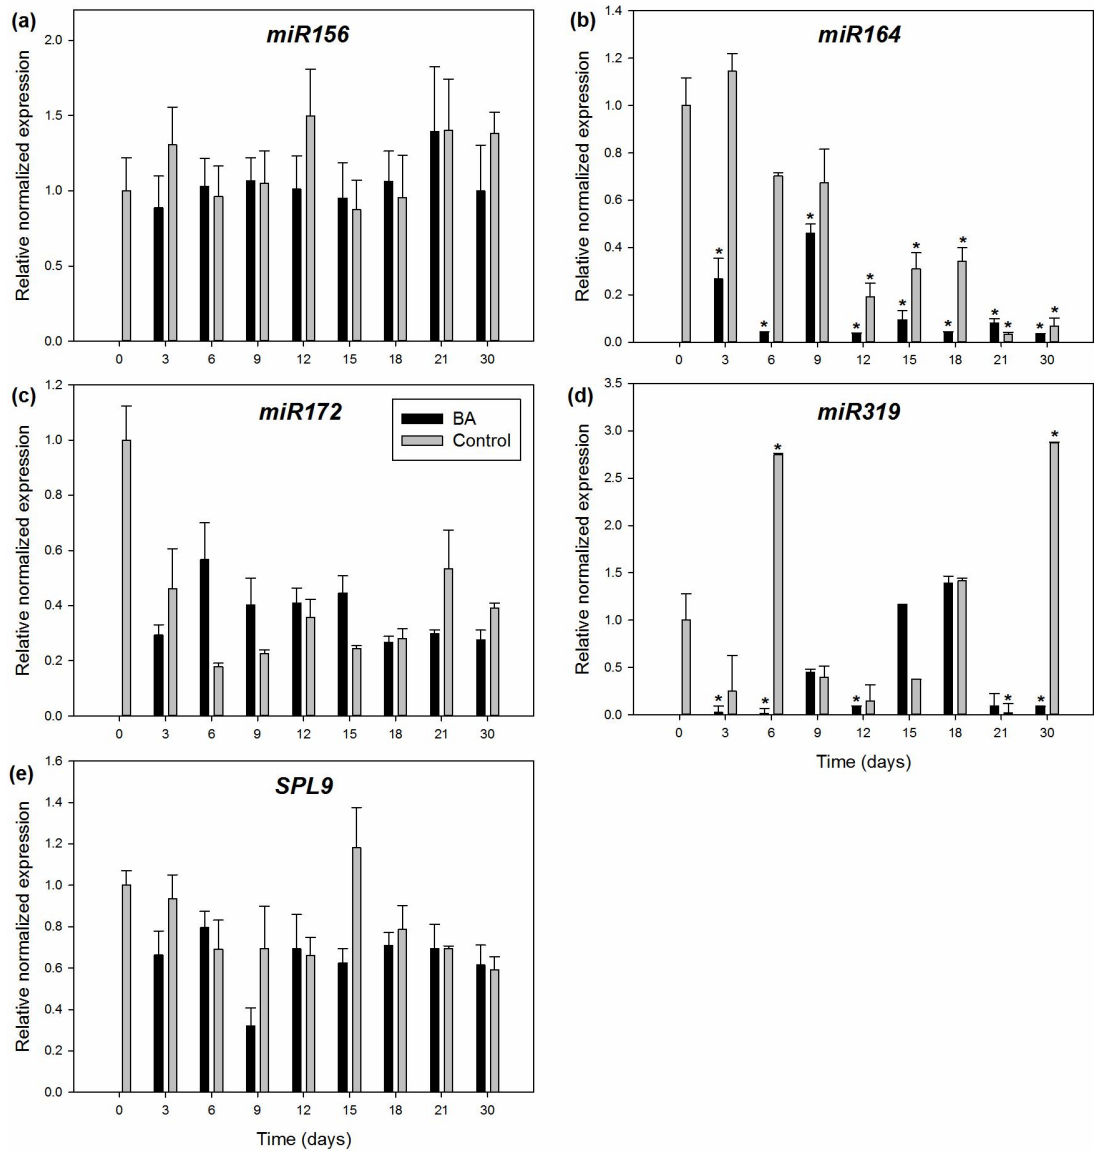 (a)
miR156
Relative normalized expression
2.0
1.5
1.0
0.5
0.0
0 3 6 9 12 15 18 21 30
(b)
miR164
Relative normalized expression
1.4
1.2
1.0
0.8
0.6
0.4
0.2
0.0
* * * * * * * * * * * * *
0 3 6 9 12 15 18 21 30
(c)
miR172
BA
Control
Relative normalized expression
1.2
1.0
0.8
0.6
0.4
0.2
0.0
0 3 6 9 12 15 18 21 30
(d)
miR319
Relative normalized expression
3.5
3.0
2.5
2.0
1.5
1.0
0.5
0.0
* * * * * * *
0 3 6 9 12 15 18 21 30
Time (days)
(e)
SPL9
Relative normalized expression
1.6
1.4
1.2
1.0
0.8
0.6
0.4
0.2
0.0
0 3 6 9 12 15 18 21 30
Time (days)